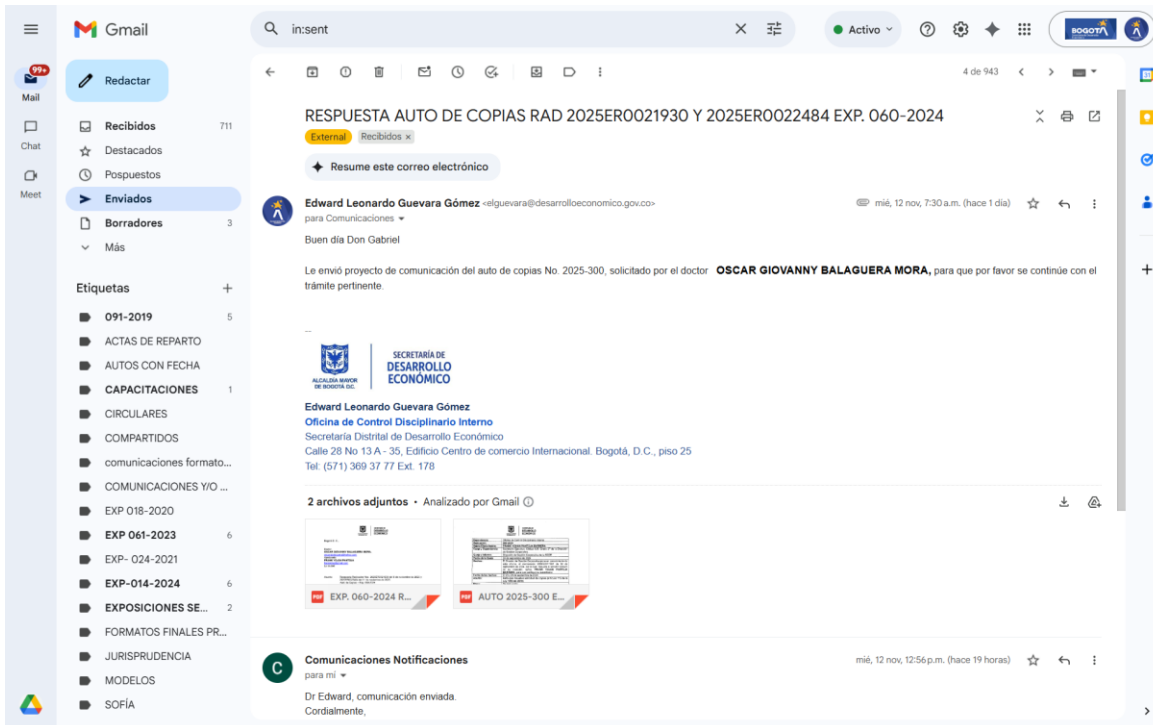 Gmail
in:sent
Activo
BOGOTÁ
99+
Mail
Chat
Meet
Redactar
Recibidos 711
Destacados
Pospuestos
Enviados
Borradores 3
Más
Etiquetas
091-2019 5
ACTAS DE REPARTO
AUTOS CON FECHA
CAPACITACIONES 1
CIRCULARES
COMPARTIDOS
comunicaciones formato...
COMUNICACIONES Y/O ...
EXP 018-2020
EXP 061-2023 6
EXP- 024-2021
EXP-014-2024 6
EXPOSICIONES SE... 2
FORMATOS FINALES PR...
JURISPRUDENCIA
MODELOS
SOFÍA
4 de 943
RESPUESTA AUTO DE COPIAS RAD 2025ER0021930 Y 2025ER0022484 EXP. 060-2024
External Recibidos ×
Resume este correo electrónico
Edward Leonardo Guevara Gómez <elguevara@desarrolloeconomico.gov.co> mié, 12 nov, 7:30 a.m. (hace 1 día)
para Comunicaciones
Buen día Don Gabriel
Le envió proyecto de comunicación del auto de copias No. 2025-300, solicitado por el doctor OSCAR GIOVANNY BALAGUERA MORA, para que por favor se continúe con el
trámite pertinente.
--
ALCALDÍA MAYOR
DE BOGOTÁ D.C.
SECRETARÍA DE
DESARROLLO
ECONÓMICO
Edward Leonardo Guevara Gómez
Oficina de Control Disciplinario Interno
Secretaría Distrital de Desarrollo Económico
Calle 28 No 13 A - 35, Edificio Centro de comercio Internacional. Bogotá, D.C., piso 25
Tel: (571) 369 37 77 Ext. 178
2 archivos adjuntos • Analizado por Gmail
PDF EXP. 060-2024 R...
PDF AUTO 2025-300 E...
C
Comunicaciones Notificaciones mié, 12 nov, 12:56 p.m. (hace 19 horas)
para mí
Dr Edward, comunicación enviada.
Cordialmente,
31